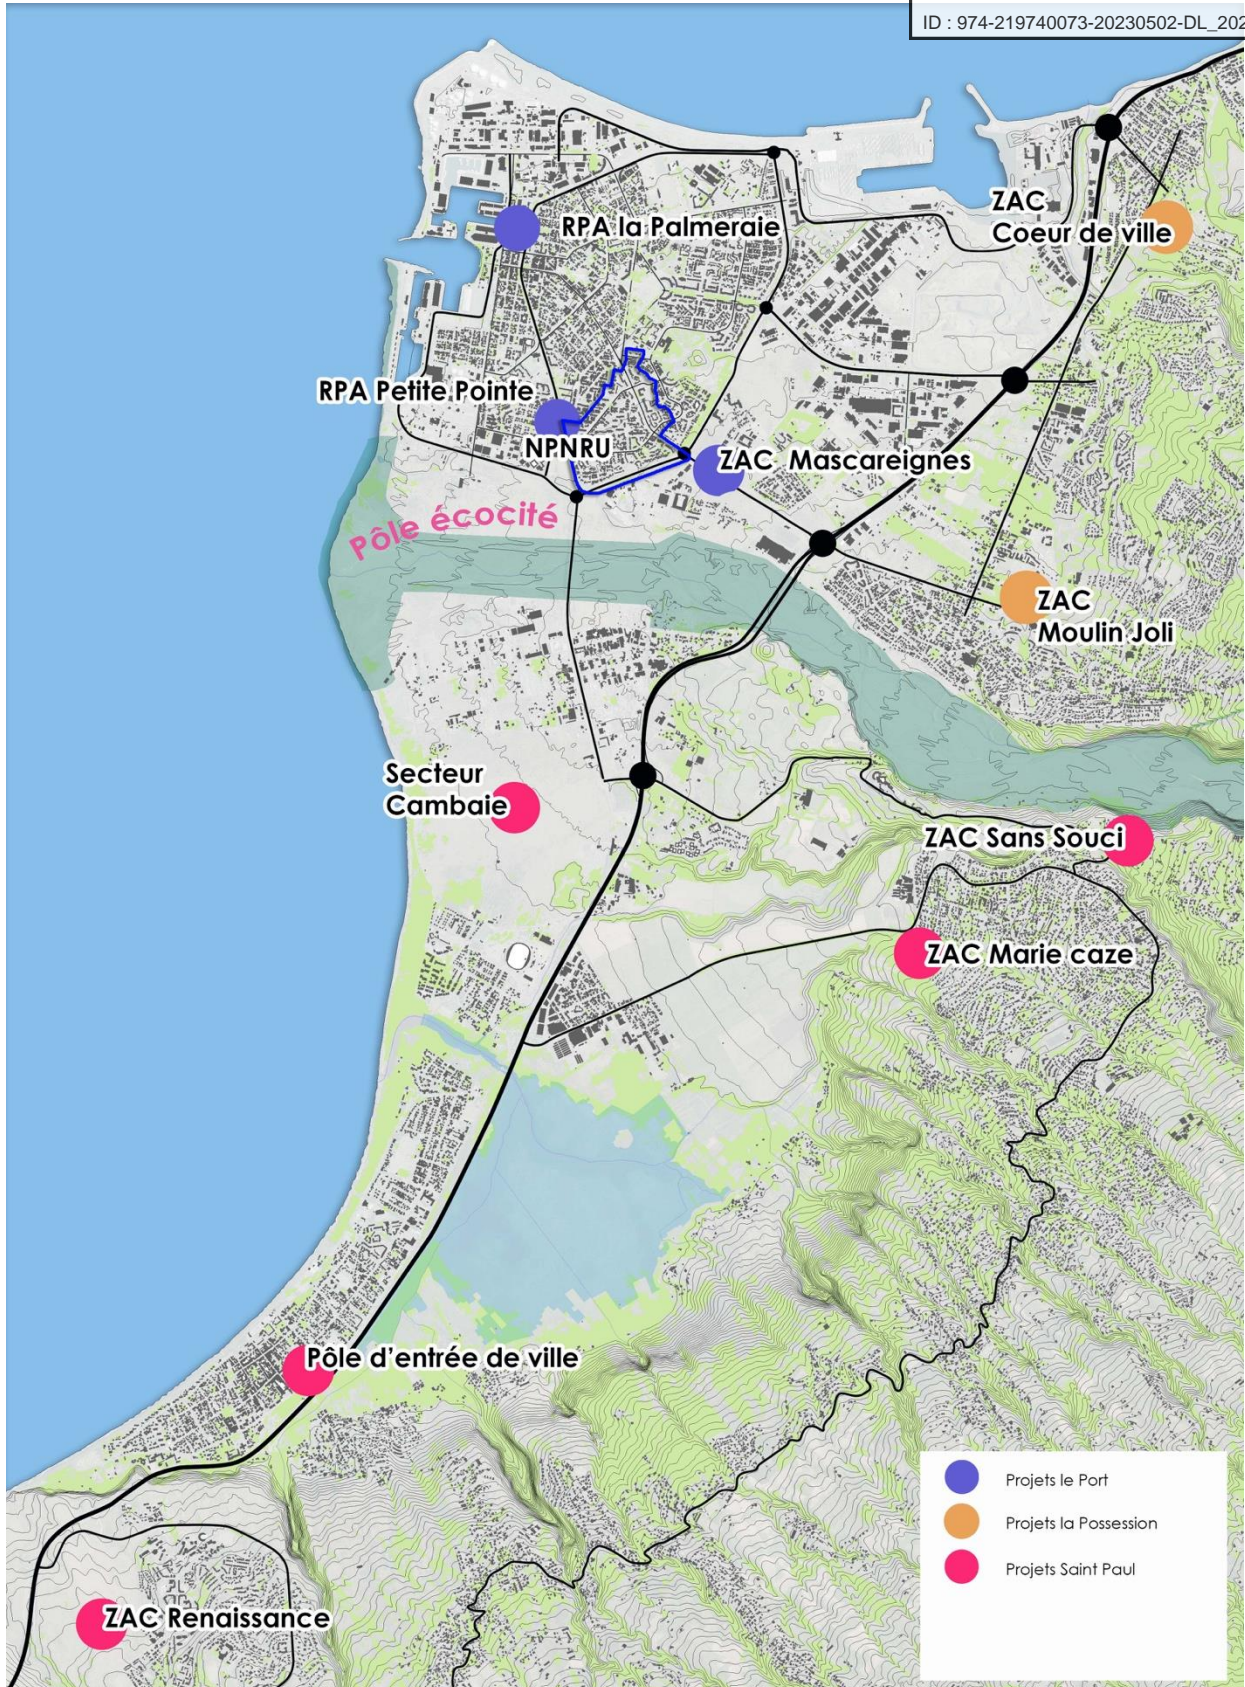 ID : 974-219740073-20230502-DL_202
ZAC
Coeur de ville
RPA la Palmeraie
RPA Petite Pointe
NPNRU
ZAC Mascareignes
Pôle écocité
ZAC
Moulin Joli
Secteur
Cambaie
ZAC Sans Souci
ZAC Marie caze
Pôle d'entrée de ville
ZAC Renaissance
Projets le Port
Projets la Possession
Projets Saint Paul